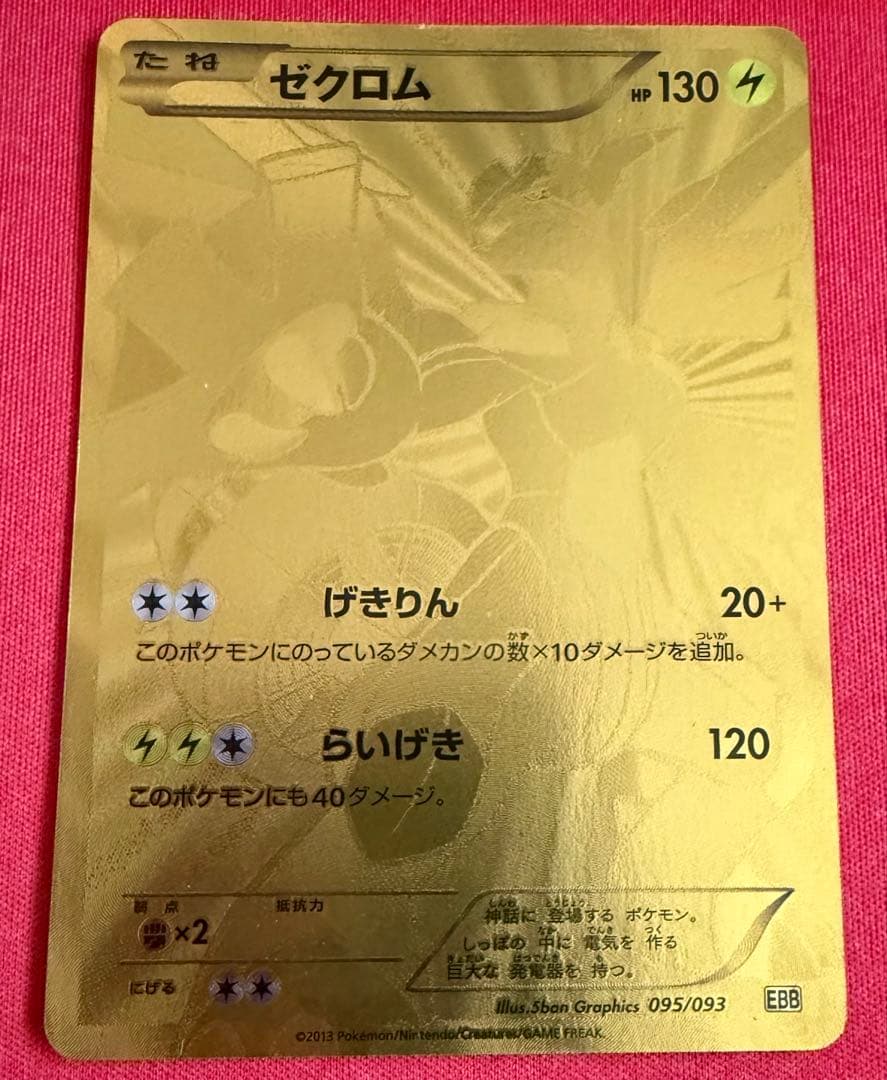 たね ゼクロム HP 130
げきりん 20+
このポケモンにのっているダメカンの数×10ダメージを追加。
らいげき 120
このポケモンにも40ダメージ。
弱点 抵抗力
×2
にげる
神話に 登場する ポケモン。
しっぽの 中に 電気を 作る
巨大な 発電器を 持つ。
Illus.5ban Graphics 095/093 EBB
©2013 Pokémon/Nintendo/Creatures/GAME FREAK.